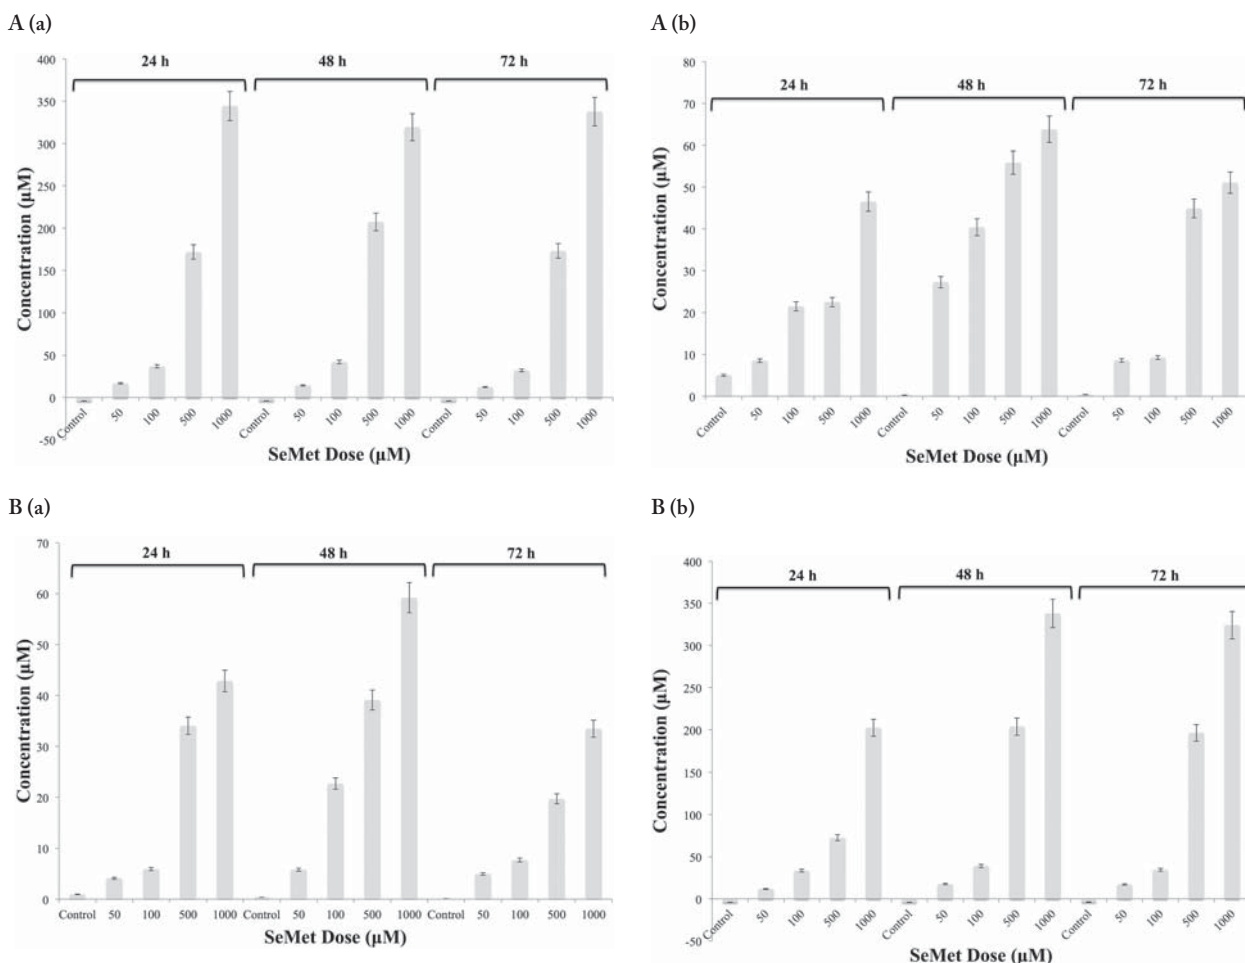 A (a)
400
350
300
250
200
150
100
50
0
-50
Concentration (µM)
24 h
48 h
72 h
Control 50 100 500 1000 Control 50 100 500 1000 Control 50 100 500 1000
SeMet Dose (µM)
A (b)
80
70
60
50
40
30
20
10
0
Concentration (µM)
24 h
48 h
72 h
Control 50 100 500 1000 Control 50 100 500 1000 Control 50 100 500 1000
SeMet Dose (µM)
B (a)
70
60
50
40
30
20
10
0
Concentration (µM)
24 h
48 h
72 h
Control 50 100 500 1000 Control 50 100 500 1000 Control 50 100 500 1000
SeMet Dose (µM)
B (b)
400
350
300
250
200
150
100
50
0
-50
Concentration (µM)
24 h
48 h
72 h
Control 50 100 500 1000 Control 50 100 500 1000 Control 50 100 500 1000
SeMet Dose (µM)